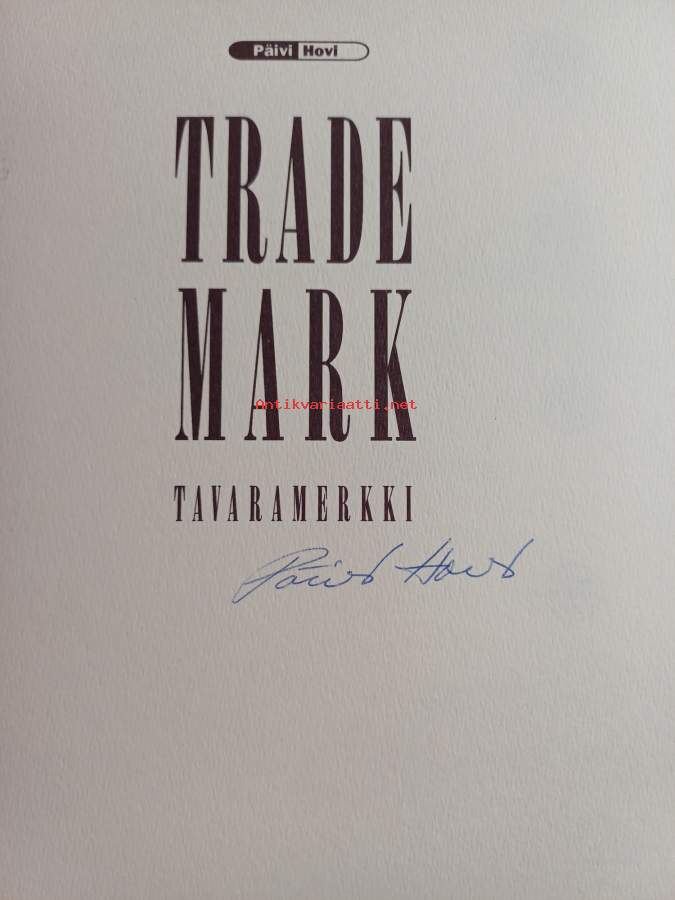 Päivi Hovi
TRADE
MARK
Antikvariaatti.net
TAVARAMERKKI
Päivi Hovi